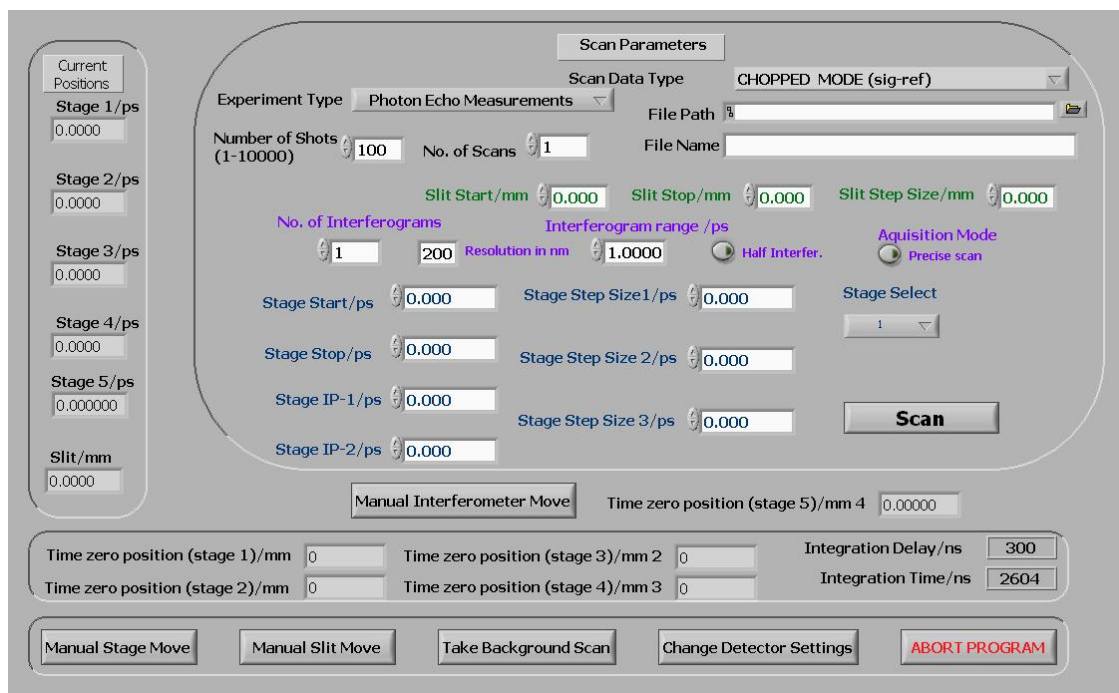 Current
Positions
Stage 1/ps
0.0000
Stage 2/ps
0.0000
Stage 3/ps
0.0000
Stage 4/ps
0.0000
Stage 5/ps
0.000000
Slit/mm
0.0000
Scan Parameters
Scan Data Type CHOPPED MODE (sig-ref)
Experiment Type Photon Echo Measurements
File Path
Number of Shots
(1-10000) 100 No. of Scans 1
File Name
Slit Start/mm 0.000 Slit Stop/mm 0.000 Slit Step Size/mm 0.000
No. of Interferograms Interferogram range /ps
1 200 Resolution in nm 1.0000 Half Interfer.
Aquisition Mode
Precise scan
Stage Start/ps 0.000 Stage Step Size1/ps 0.000 Stage Select
1
Stage Stop/ps 0.000 Stage Step Size 2/ps 0.000
Stage IP-1/ps 0.000
Stage Step Size 3/ps 0.000 Scan
Stage IP-2/ps 0.000
Manual Interferometer Move Time zero position (stage 5)/mm 4 0.00000
Time zero position (stage 1)/mm 0 Time zero position (stage 3)/mm 2 0 Integration Delay/ns 300
Time zero position (stage 2)/mm 0 Time zero position (stage 4)/mm 3 0 Integration Time/ns 2604
Manual Stage Move Manual Slit Move Take Background Scan Change Detector Settings ABORT PROGRAM